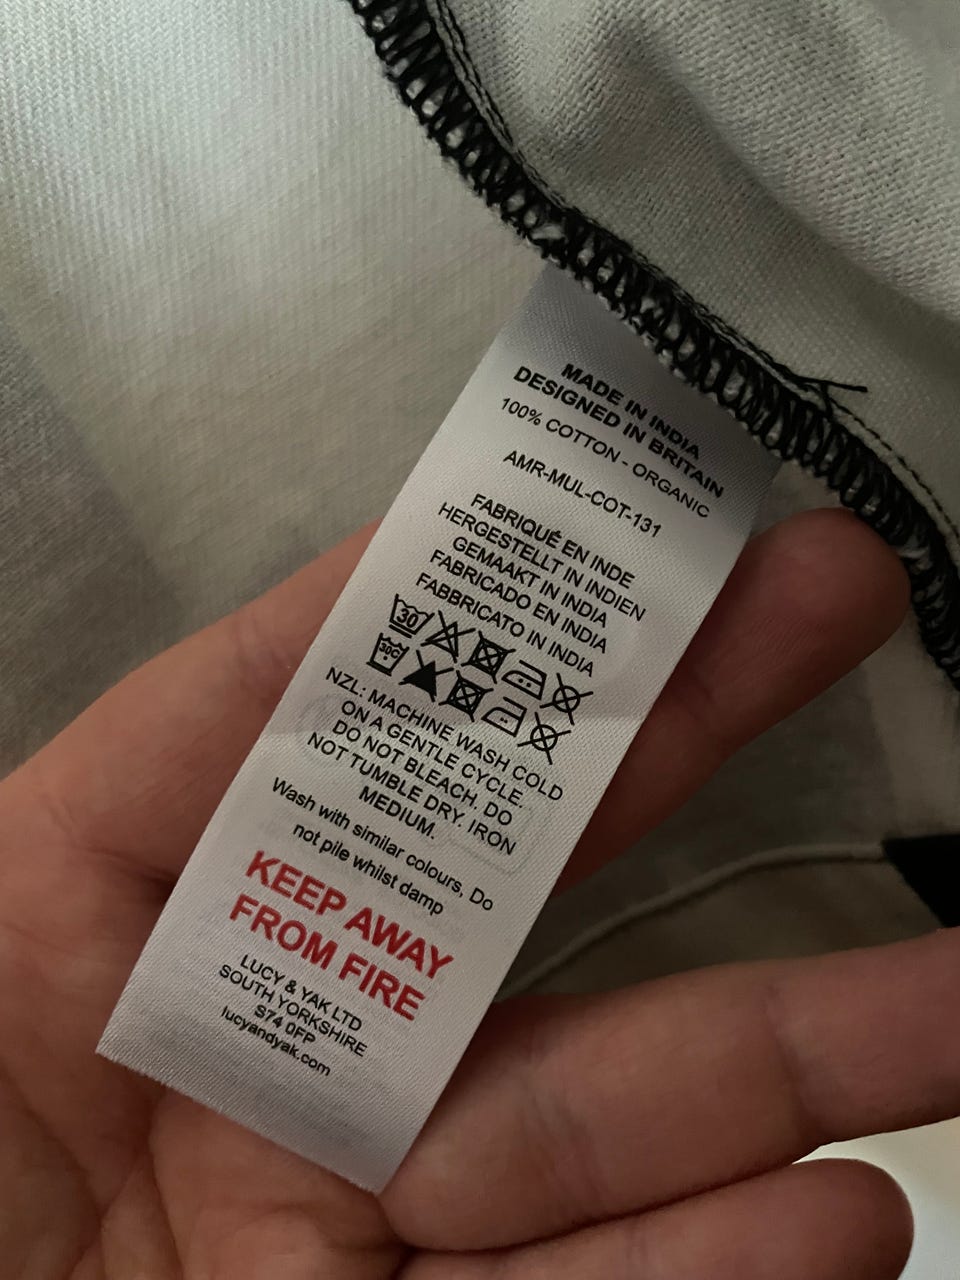 MADE IN INDIA
DESIGNED IN BRITAIN
100% COTTON - ORGANIC
AMR-MUL-COT-131
FABRIQUÉ EN INDE
HERGESTELLT IN INDIEN
GEMAAKT IN INDIA
FABRICADO EN INDIA
FABBRICATO IN INDIA
30
30C
NZL: MACHINE WASH COLD
ON A GENTLE CYCLE.
DO NOT BLEACH, DO
NOT TUMBLE DRY. IRON
MEDIUM.
Wash with similar colours, Do
not pile whilst damp
KEEP AWAY
FROM FIRE
LUCY & YAK LTD
SOUTH YORKSHIRE
S74 0FP
lucyandyak.com